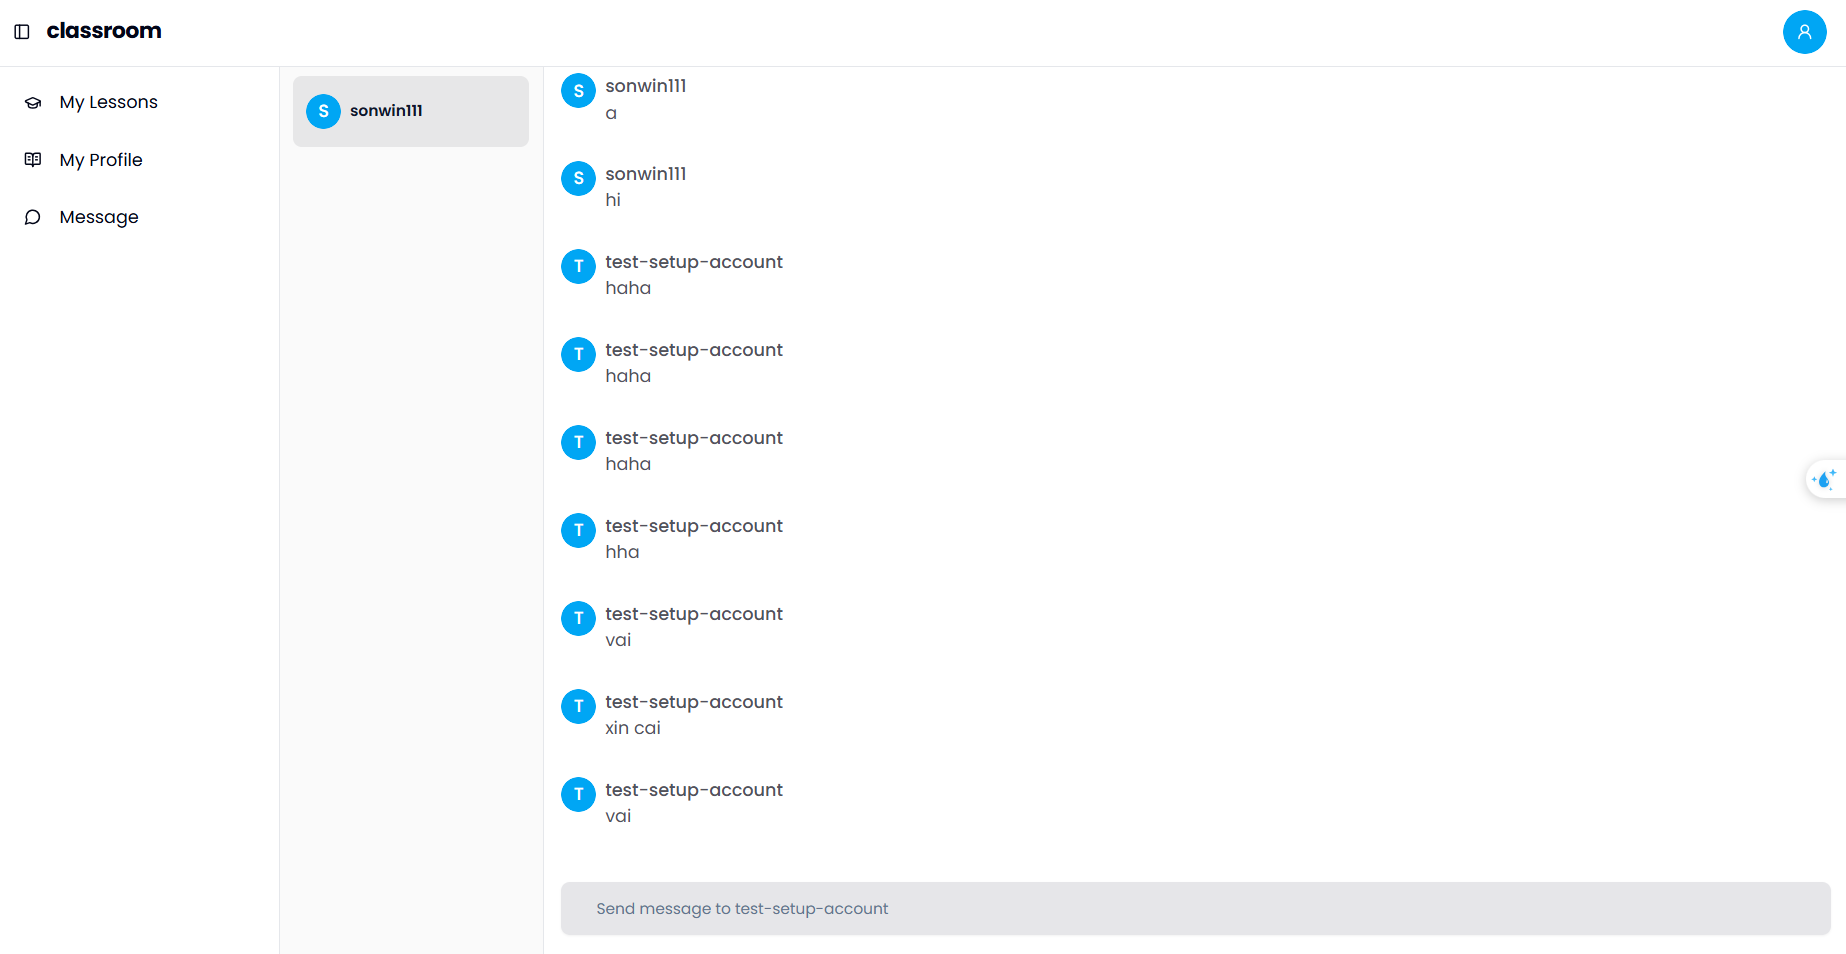 classroom
My Lessons
My Profile
Message
S
sonwin111
S
sonwin111
a
S
sonwin111
hi
T
test-setup-account
haha
T
test-setup-account
haha
T
test-setup-account
haha
T
test-setup-account
hha
T
test-setup-account
vai
T
test-setup-account
xin cai
T
test-setup-account
vai
Send message to test-setup-account